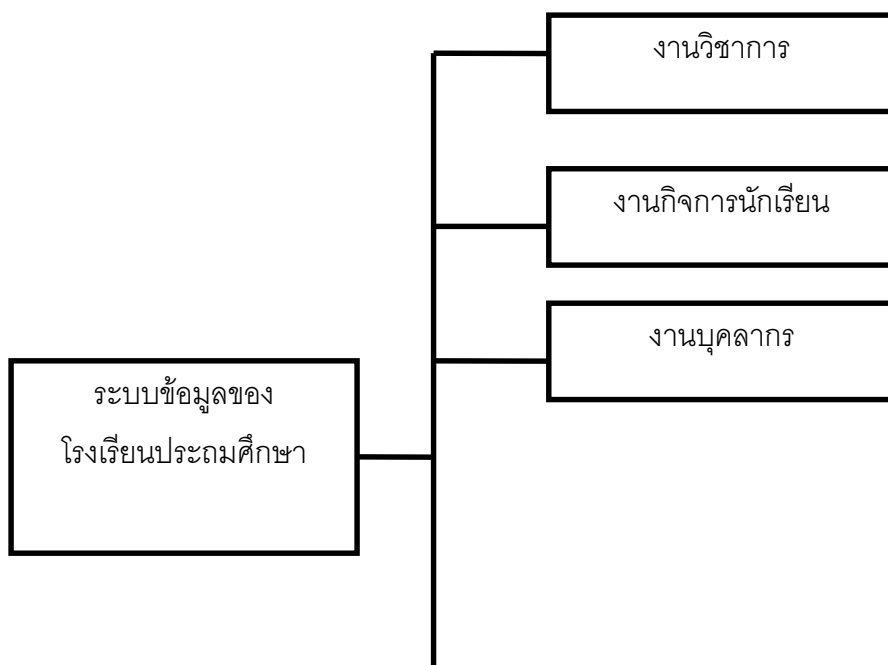 งานวิชาการ
งานกิจการนักเรียน
งานบุคลากร
ระบบข้อมูลของ
โรงเรียนประถมศึกษา